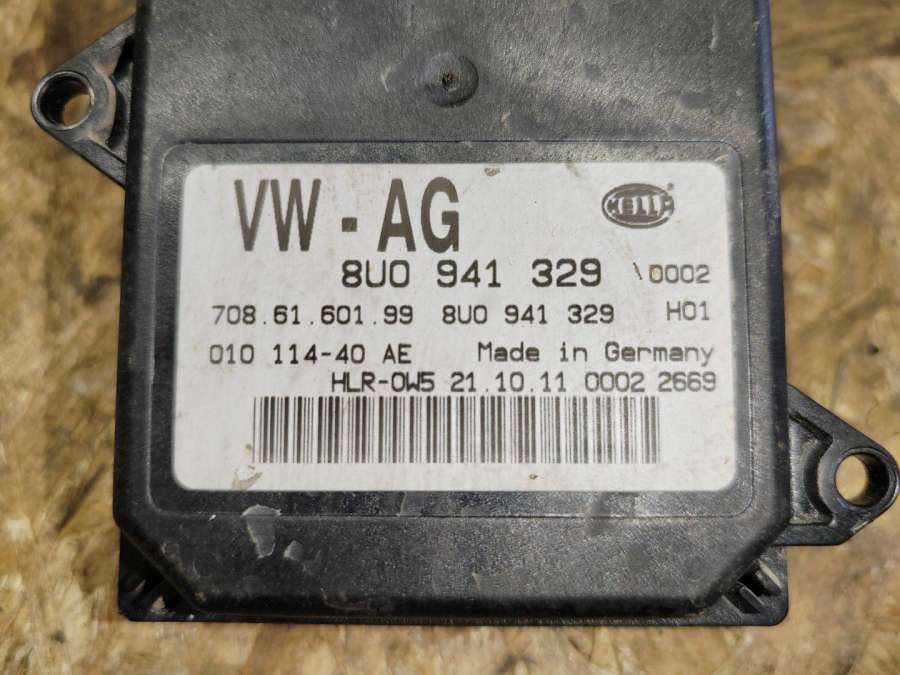 VW - AG
HELLA
8U0 941 329 0002
708.61.601.99 8U0 941 329 H01
010 114-40 AE Made in Germany
HLR-0W5 21.10.11 0002 2669